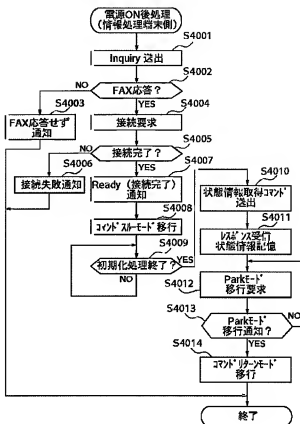 電源ON後処理
(情報処理端末側)
S4001
Inquiry 送出
S4002
FAX応答？
NO
YES
S4003
FAX応答せず
通知
S4004
接続要求
S4005
接続完了？
NO
YES
S4006
接続失敗通知
S4007
Ready (接続完了)
通知
S4008
コマンドスルーモード移行
S4009
初期化処理終了？
YES
NO
S4010
状態情報取得コマンド
送出
S4011
レスポンス受信
状態情報記憶
S4012
Parkモード
移行要求
S4013
Parkモード
移行通知？
NO
YES
S4014
コマンドリターンモード
移行
終了